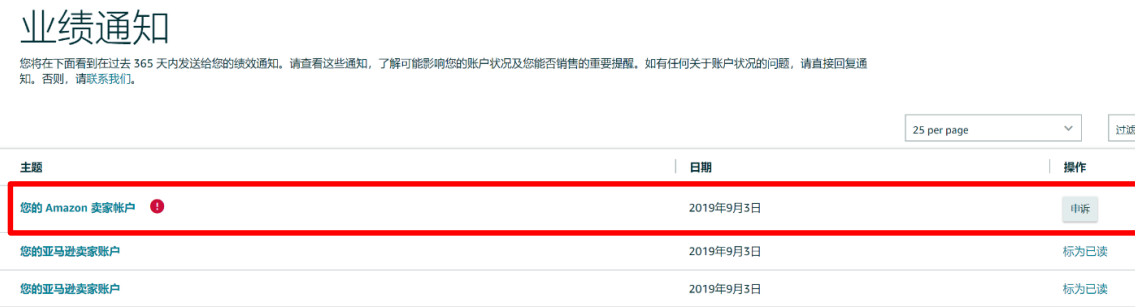 业绩通知
您将在下面看到在过去 365 天内发送给您的绩效通知。请查看这些通知，了解可能影响您的账户状况及您能否销售的重要提醒。如有任何关于账户状况的问题，请直接回复通
知。否则，请联系我们。
25 per page 过滤
主题 日期 操作
您的 Amazon 卖家帐户 2019年9月3日 申诉
您的亚马逊卖家账户 2019年9月3日 标为已读
您的亚马逊卖家账户 2019年9月3日 标为已读